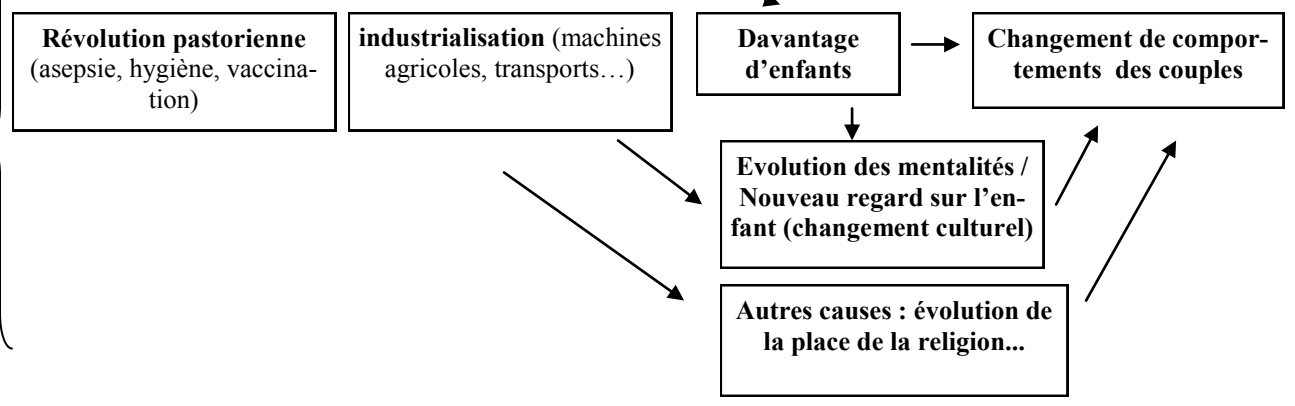 Révolution pastorienne
(asepsie, hygiène, vaccina-
tion)
industrialisation (machines
agricoles, transports…)
Davantage
d'enfants
Changement de compor-
tements des couples
Evolution des mentalités /
Nouveau regard sur l'en-
fant (changement culturel)
Autres causes : évolution de
la place de la religion...